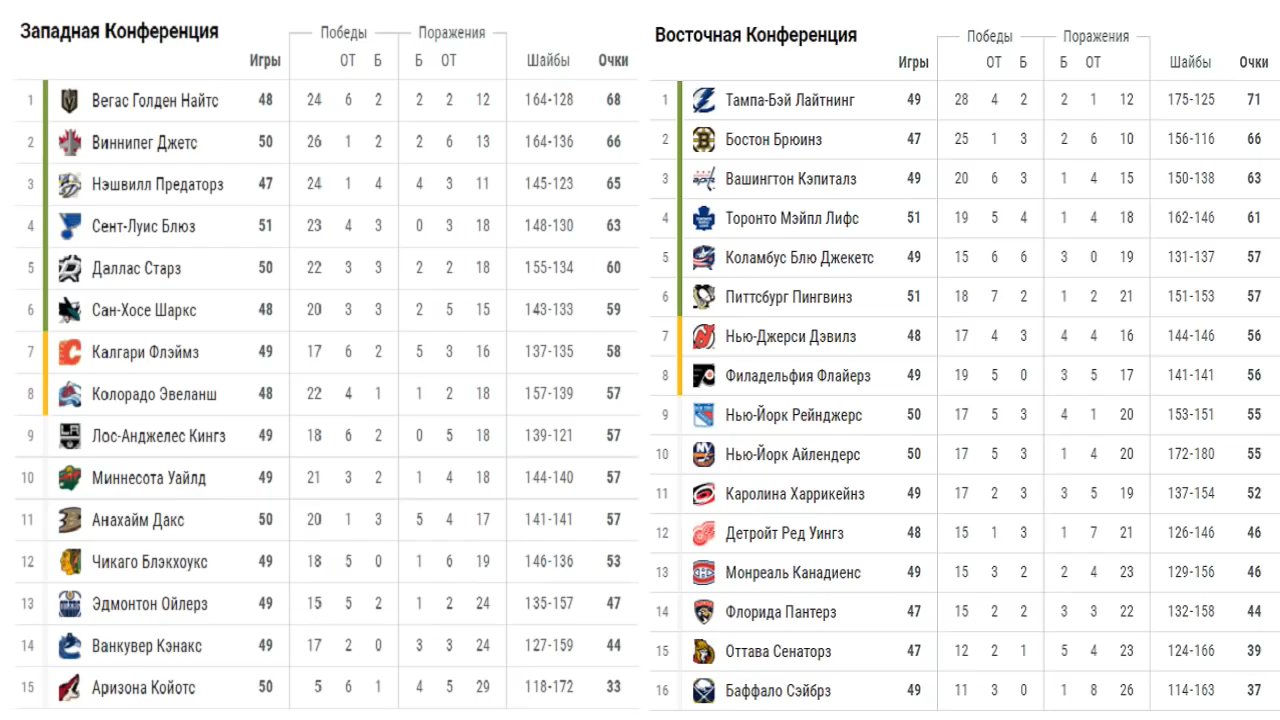 Западная Конференция
Победы Поражения
Игры ОТ Б Б ОТ Шайбы Очки
1 Вегас Голден Найтс 48 24 6 2 2 2 12 164-128 68
2 Виннипег Джетс 50 26 1 2 2 6 13 164-136 66
3 Нэшвилл Предаторз 47 24 1 4 4 3 11 145-123 65
4 Сент-Луис Блюз 51 23 4 3 0 3 18 148-130 63
5 Даллас Старз 50 22 3 3 2 2 18 155-134 60
6 Сан-Хосе Шаркс 48 20 3 3 2 5 15 143-133 59
7 Калгари Флэймз 49 17 6 2 5 3 16 137-135 58
8 Колорадо Эвеланш 48 22 4 1 1 2 18 157-139 57
9 Лос-Анджелес Кингз 49 18 6 2 0 5 18 139-121 57
10 Миннесота Уайлд 49 21 3 2 1 4 18 144-140 57
11 Анахайм Дакс 50 20 1 3 5 4 17 141-141 57
12 Чикаго Блэкхоукс 49 18 5 0 1 6 19 146-136 53
13 Эдмонтон Ойлерз 49 15 5 2 1 2 24 135-157 47
14 Ванкувер Кэнакс 49 17 2 0 3 3 24 127-159 44
15 Аризона Койотс 50 5 6 1 4 5 29 118-172 33
Восточная Конференция
Победы Поражения
Игры ОТ Б Б ОТ Шайбы Очки
1 Тампа-Бэй Лайтнинг 49 28 4 2 2 1 12 175-125 71
2 Бостон Брюинз 47 25 1 3 2 6 10 156-116 66
3 Вашингтон Кэпиталз 49 20 6 3 1 4 15 150-138 63
4 Торонто Мэйпл Лифс 51 19 5 4 1 4 18 162-146 61
5 Коламбус Блю Джекетс 49 15 6 6 3 0 19 131-137 57
6 Питтсбург Пингвинз 51 18 7 2 1 2 21 151-153 57
7 Нью-Джерси Дэвилз 48 17 4 3 4 4 16 144-146 56
8 Филадельфия Флайерз 49 19 5 0 3 5 17 141-141 56
9 Нью-Йорк Рейнджерс 50 17 5 3 4 1 20 153-151 55
10 Нью-Йорк Айлендерс 50 17 5 3 1 4 20 172-180 55
11 Каролина Харрикейнз 49 17 2 3 3 5 19 137-154 52
12 Детройт Ред Уингз 48 15 1 3 1 7 21 126-146 46
13 Монреаль Канадиенс 49 15 3 2 2 4 23 129-156 46
14 Флорида Пантерз 47 15 2 2 3 3 22 132-158 44
15 Оттава Сенаторз 47 12 2 1 5 4 23 124-166 39
16 Баффало Сэйбрз 49 11 3 0 1 8 26 114-163 37